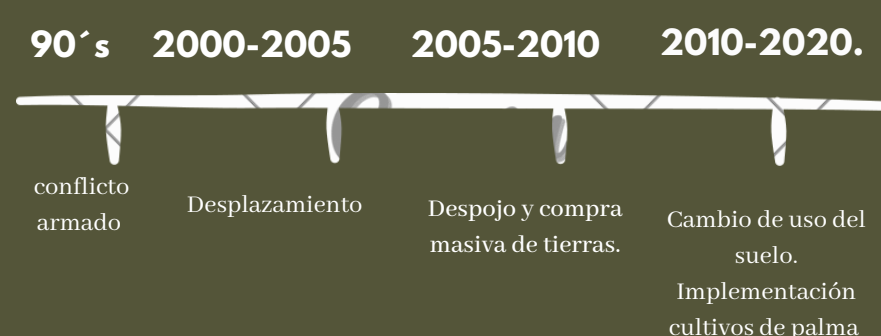 90´s
2000-2005
2005-2010
2010-2020.
conflicto
armado
Desplazamiento
Despojo y compra
masiva de tierras.
Cambio de uso del
suelo.
Implementación
cultivos de palma